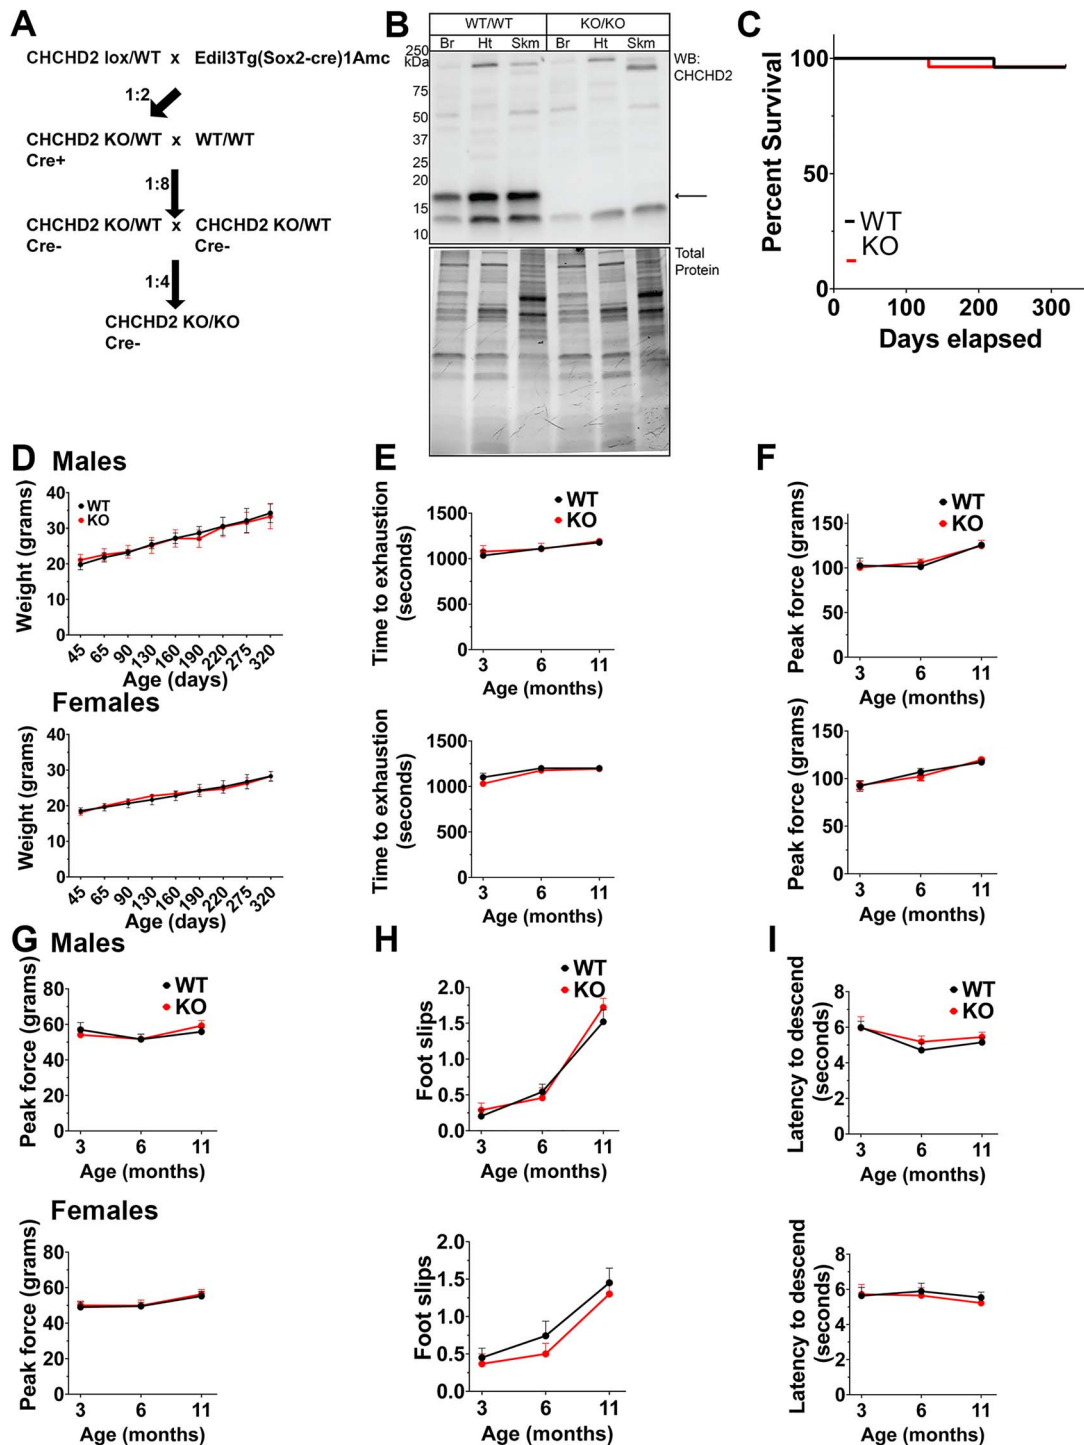 A
CHCHD2 lox/WT x Edil3Tg(Sox2-cre)1Amc
1:2
CHCHD2 KO/WT x WT/WT
Cre+
1:8
CHCHD2 KO/WT x CHCHD2 KO/WT
Cre- Cre-
1:4
CHCHD2 KO/KO
Cre-
B
WT/WT KO/KO
Br Ht Skm Br Ht Skm
250
kDa
75
50
37
25
20
15
10
WB:
CHCHD2
Total
Protein
C
Percent Survival
100
50
0
WT
KO
0 100 200 300
Days elapsed
D Males
Weight (grams)
40
30
20
10
0
WT
KO
45 65 90 130 160 190 220 275 320
Age (days)
Females
Weight (grams)
40
30
20
10
0
45 65 90 130 160 190 220 275 320
Age (days)
E
WT
KO
Time to exhaustion
(seconds)
1500
1000
500
0
3 6 11
Age (months)
Time to exhaustion
(seconds)
1500
1000
500
0
3 6 11
Age (months)
F
WT
KO
Peak force (grams)
150
100
50
0
3 6 11
Age (months)
Peak force (grams)
150
100
50
0
3 6 11
Age (months)
G Males
WT
KO
Peak force (grams)
80
60
40
20
0
3 6 11
Age (months)
Females
Peak force (grams)
80
60
40
20
0
3 6 11
Age (months)
H
WT
KO
Foot slips
2.0
1.5
1.0
0.5
0.0
3 6 11
Age (months)
Foot slips
2.0
1.5
1.0
0.5
0.0
3 6 11
Age (months)
I
WT
KO
Latency to descend
(seconds)
8
6
4
2
0
3 6 11
Age (months)
Latency to descend
(seconds)
8
6
4
2
0
3 6 11
Age (months)